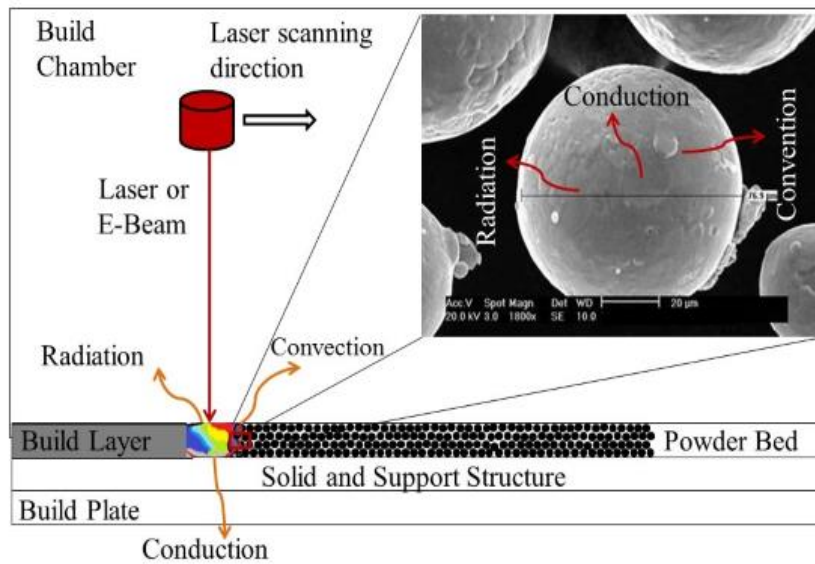 Build
Chamber
Laser scanning
direction
Laser or
E-Beam
Radiation
Convection
Conduction
Radiation
Convention
76.9
Acc.V Spot Magn Det WD
20.0 kV 3.0 1800x SE 10.0
20 µm
Build Layer
Powder Bed
Solid and Support Structure
Build Plate
Conduction